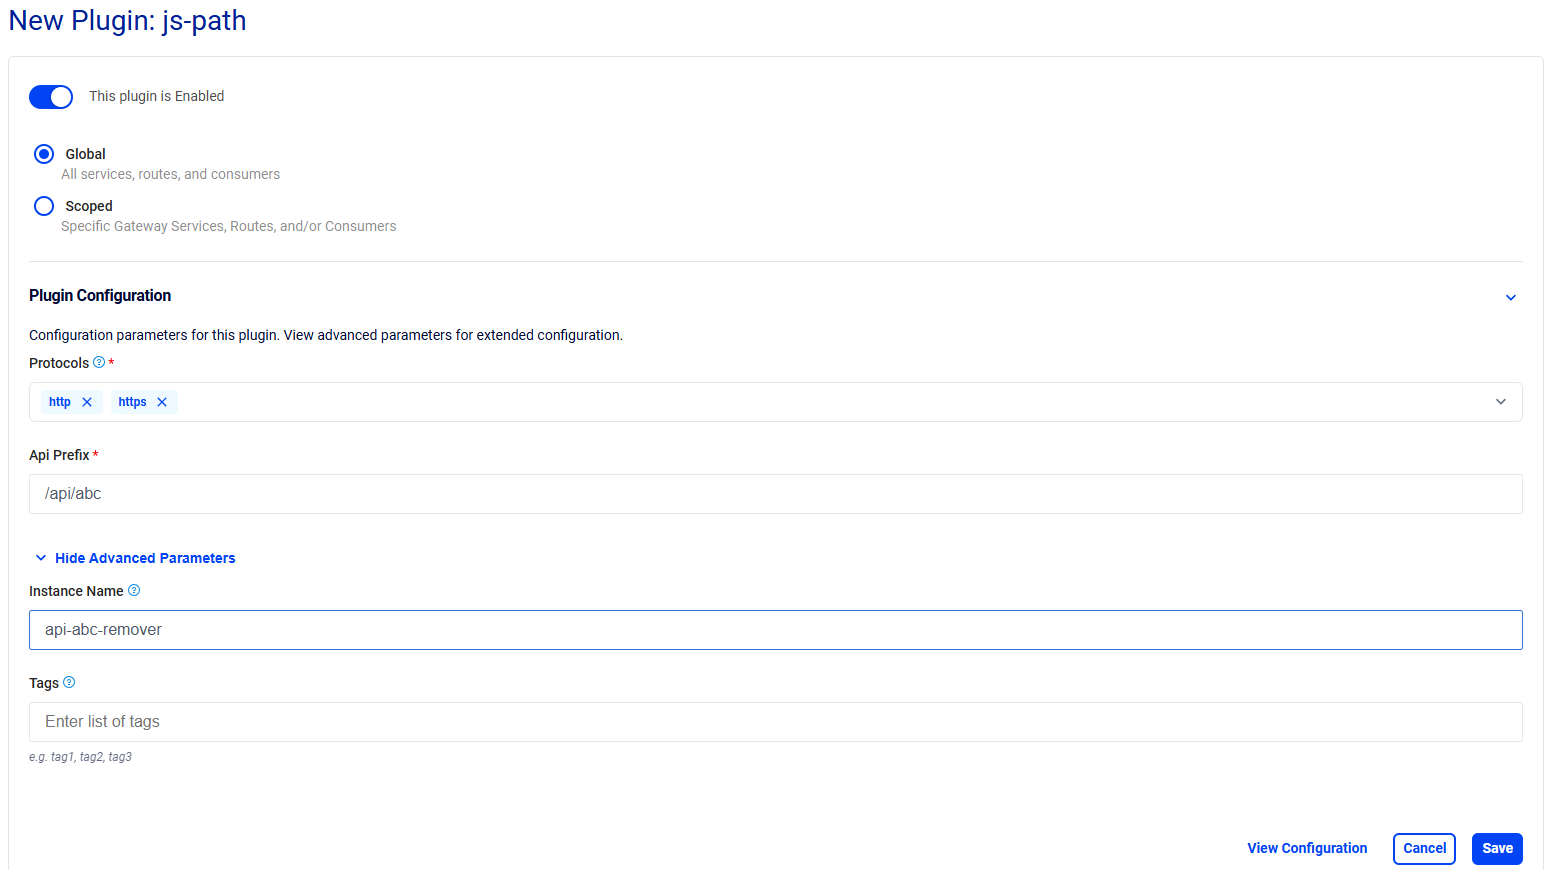 New Plugin: js-path
This plugin is Enabled
Global
All services, routes, and consumers
Scoped
Specific Gateway Services, Routes, and/or Consumers
Plugin Configuration
Configuration parameters for this plugin. View advanced parameters for extended configuration.
Protocols ? *
http https
Api Prefix *
/api/abc
Hide Advanced Parameters
Instance Name ?
api-abc-remover
Tags ?
Enter list of tags
e.g. tag1, tag2, tag3
View Configuration Cancel Save